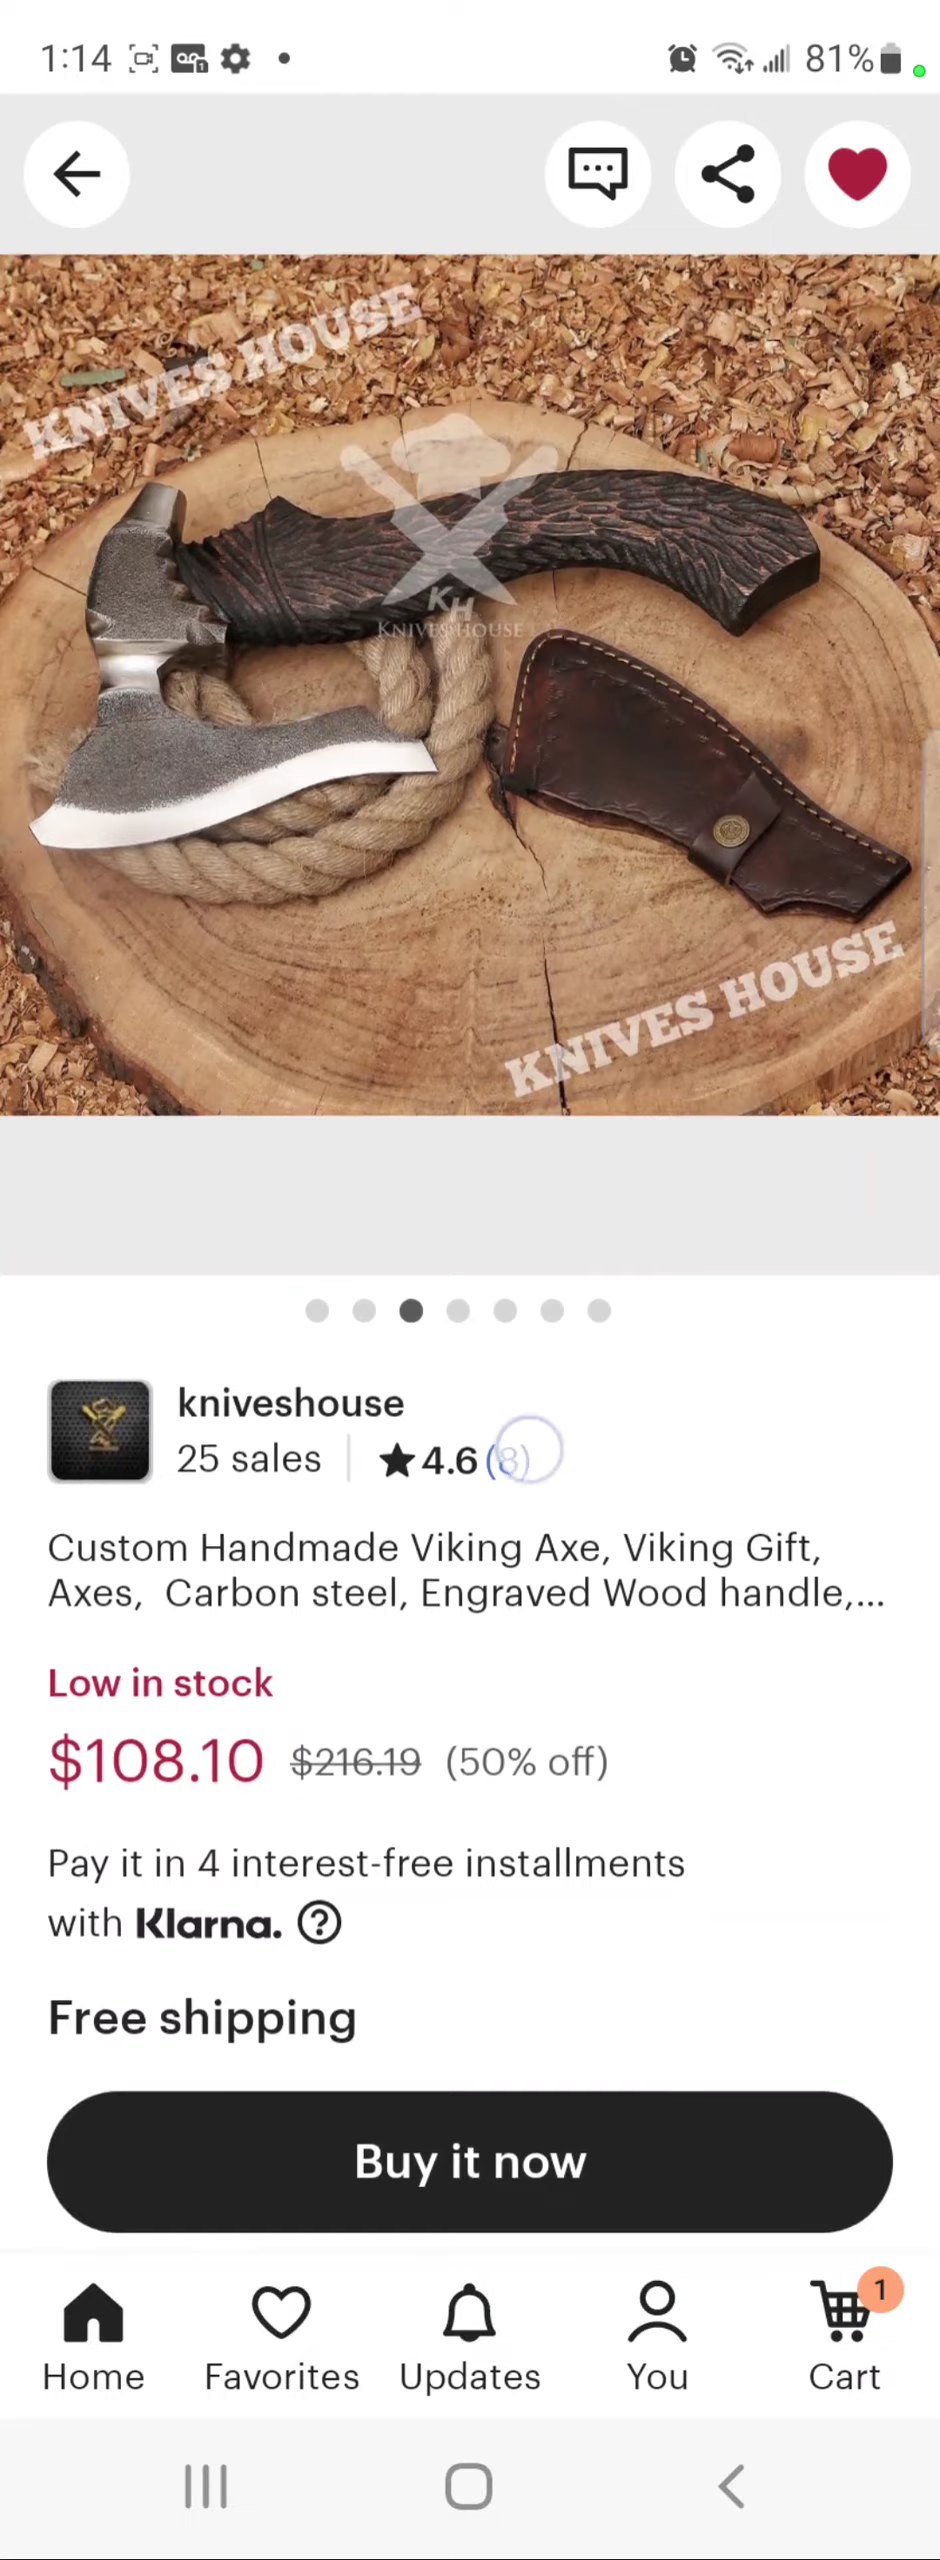 1:14
81%
KNIVES HOUSE
KH
KNIVES HOUSE
KNIVES HOUSE
kniveshouse
25 sales
4.6 (8)
Custom Handmade Viking Axe, Viking Gift,
Axes, Carbon steel, Engraved Wood handle,...
Low in stock
$108.10 $216.19 (50% off)
Pay it in 4 interest-free installments
with Klarna. ?
Free shipping
Buy it now
1
Home Favorites Updates You Cart